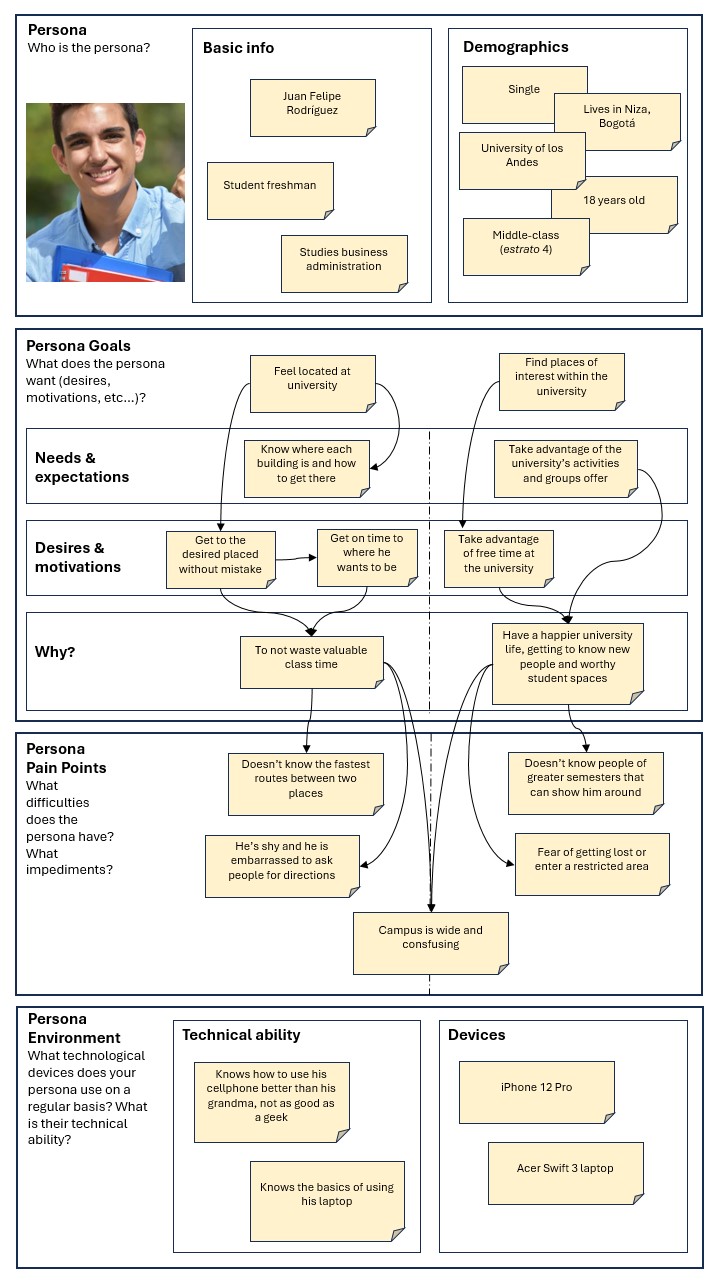 Persona
Who is the persona?
Basic info
Juan Felipe
Rodríguez
Student freshman
Studies business
administration
Demographics
Single
Lives in Niza,
Bogotá
University of los
Andes
18 years old
Middle-class
(estrato 4)
Persona Goals
What does the persona
want (desires,
motivations, etc...)?
Feel located at
university
Find places of
interest within the
university
Needs &
expectations
Know where each
building is and how
to get there
Take advantage of the
university's activities
and groups offer
Desires &
motivations
Get to the
desired placed
without mistake
Get on time to
where he
wants to be
Take advantage
of free time at
the university
Why?
To not waste valuable
class time
Have a happier university
life, getting to know new
people and worthy
student spaces
Persona
Pain Points
What
difficulties
does the
persona have?
What
impediments?
Doesn't know the fastest
routes between two
places
Doesn't know people of
greater semesters that
can show him around
He's shy and he is
embarrassed to ask
people for directions
Fear of getting lost or
enter a restricted area
Campus is wide and
consfusing
Persona
Environment
What technological
devices does your
persona use on a
regular basis? What
is their technical
ability?
Technical ability
Knows how to use his
cellphone better than his
grandma, not as good as
a geek
Knows the basics of using
his laptop
Devices
iPhone 12 Pro
Acer Swift 3 laptop